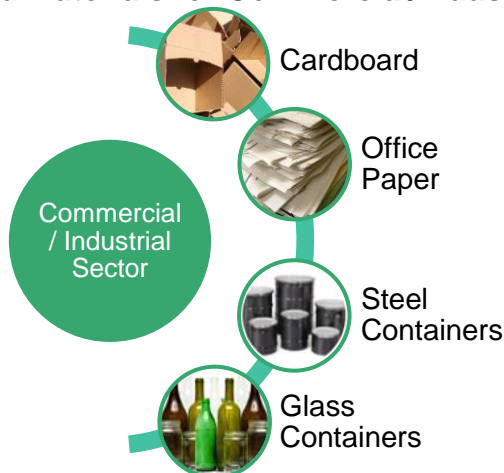 Cardboard
Office
Paper
Commercial
/ Industrial
Sector
Steel
Containers
Glass
Containers